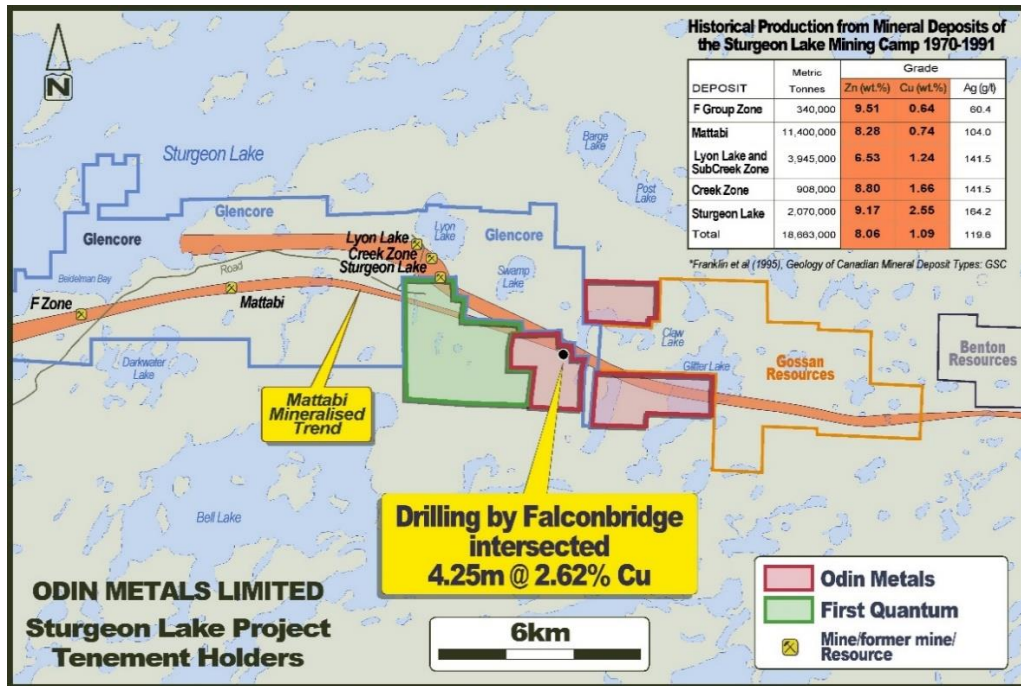 Historical Production from Mineral Deposits of
the Sturgeon Lake Mining Camp 1970-1991
DEPOSIT Metric Tonnes Grade
Zn (wt.%) Cu (wt.%) Ag (g/t)
F Group Zone 340,000 9.51 0.64 60.4
Mattabi 11,400,000 8.28 0.74 104.0
Lyon Lake and
SubCreek Zone 3,945,000 6.53 1.24 141.5
Creek Zone 908,000 8.80 1.66 141.5
Sturgeon Lake 2,070,000 9.17 2.55 164.2
Total 18,663,000 8.06 1.09 119.6
*Franklin et al (1995), Geology of Canadian Mineral Deposit Types: GSC
N
Sturgeon Lake
Barge
Lake
Post
Lake
Glencore
Glencore
Lyon
Lake
Lyon Lake
Creek Zone
Sturgeon Lake
Swamp
Lake
Road
Beidelman Bay
F Zone
Mattabi
Darkwater
Lake
Claw
Lake
Glitter Lake
Gossan
Resources
Benton
Resources
Mattabi
Mineralised
Trend
Bell Lake
Drilling by Falconbridge
intersected
4.25m @ 2.62% Cu
ODIN METALS LIMITED
Sturgeon Lake Project
Tenement Holders
6km
Odin Metals
First Quantum
Mine/former mine/
Resource